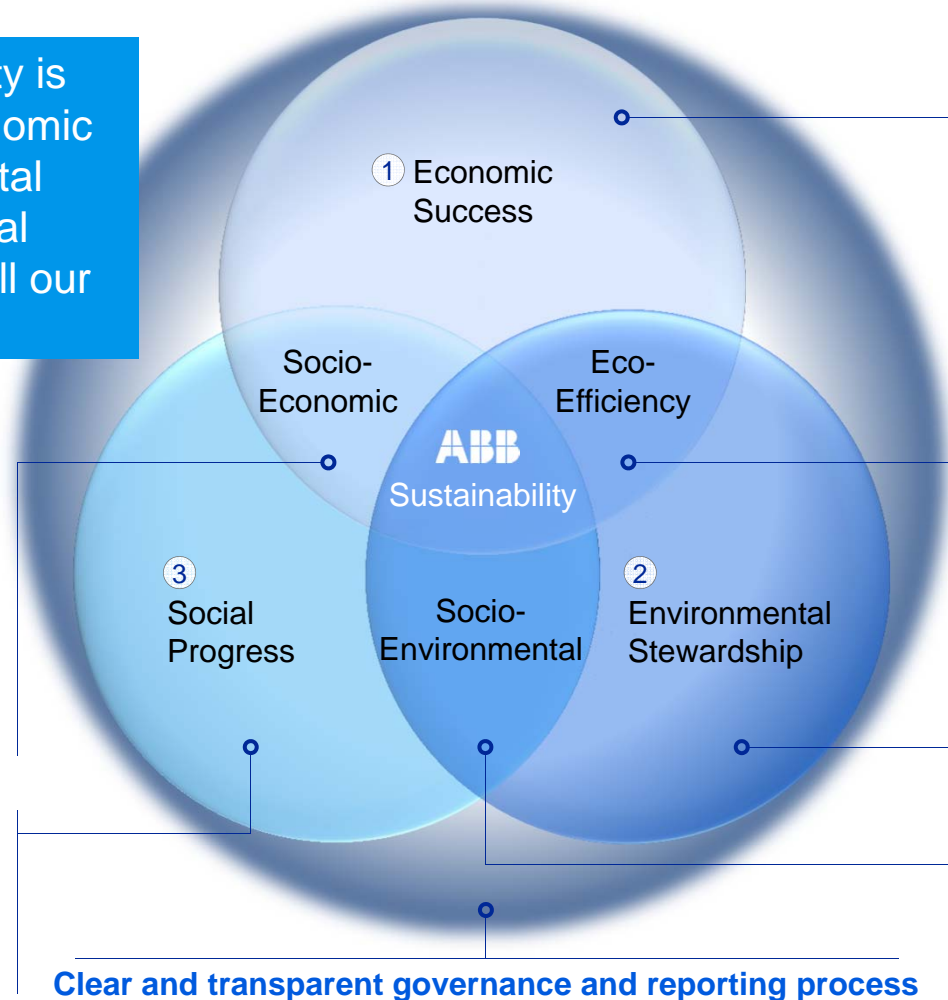 ty is
omic
tal
al
ll our
1 Economic
Success
Socio-
Economic
Eco-
Efficiency
ABB
Sustainability
3
Social
Progress
Socio-
Environmental
2
Environmental
Stewardship
Clear and transparent governance and reporting process